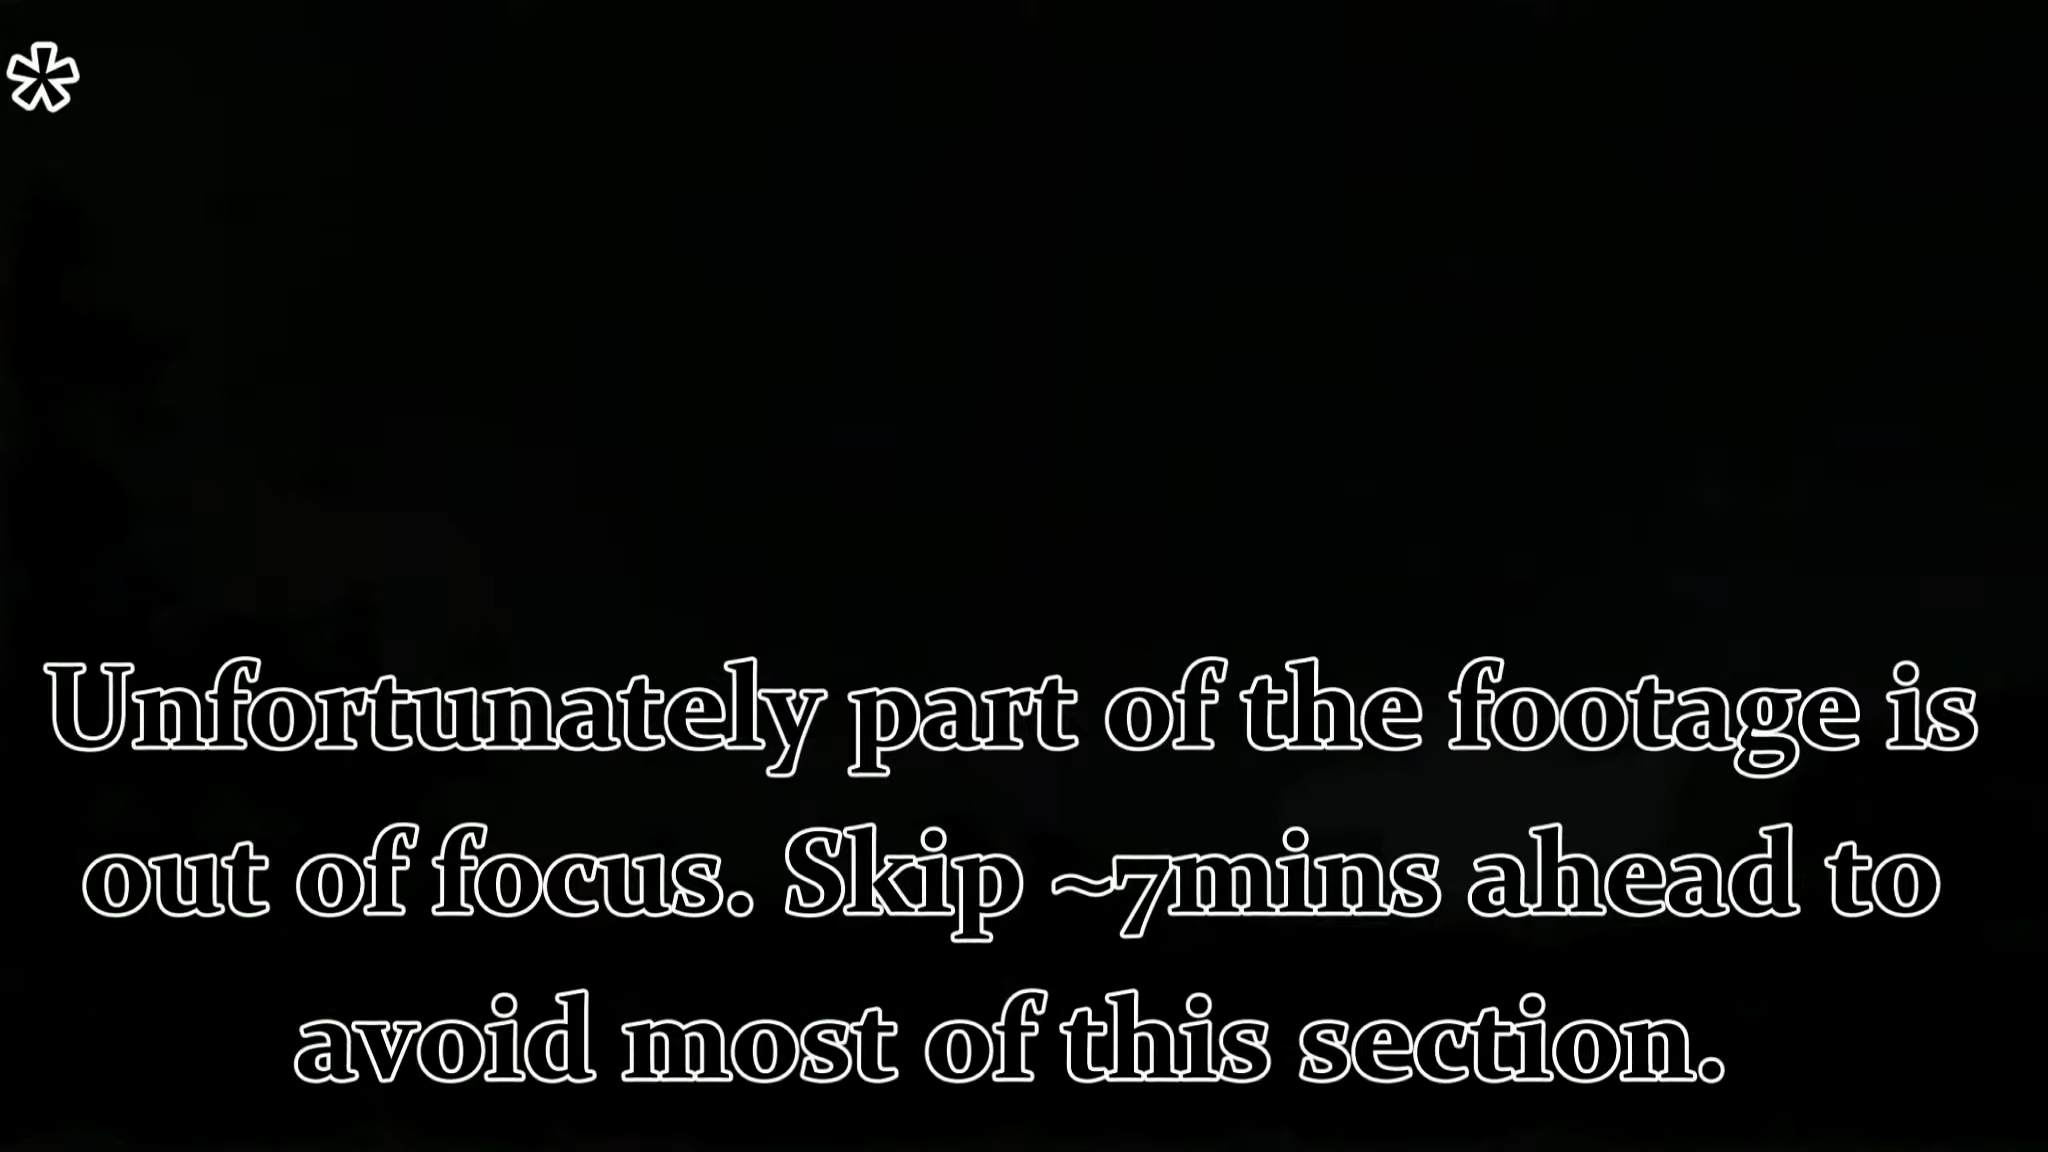 *
Unfortunately part of the footage is
out of focus. Skip ~7mins ahead to
avoid most of this section.